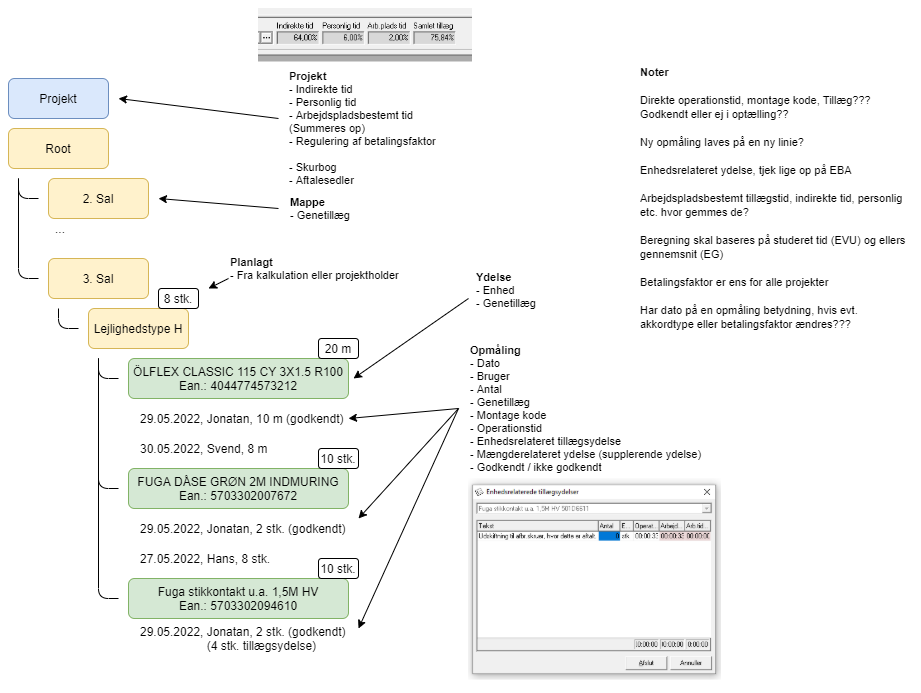 Indirekte tid Personlig tid Arb.plads tid Samlet tillæg
... 64,00% 6,00% 2,00% 75,84%
Projekt
Projekt
- Indirekte tid
- Personlig tid
- Arbejdspladsbestemt tid
(Summeres op)
- Regulering af betalingsfaktor
- Skurbog
- Aftalesedler
Root
2. Sal
...
Mappe
- Genetillæg
3. Sal
Planlagt
- Fra kalkulation eller projektholder
8 stk.
Lejlighedstype H
Ydelse
- Enhed
- Genetillæg
20 m
ÖLFLEX CLASSIC 115 CY 3X1.5 R100
Ean.: 4044774573212
29.05.2022, Jonatan, 10 m (godkendt)
30.05.2022, Svend, 8 m
10 stk.
FUGA DÅSE GRØN 2M INDMURING
Ean.: 5703302007672
29.05.2022, Jonatan, 2 stk. (godkendt)
27.05.2022, Hans, 8 stk.
10 stk.
Fuga stikkontakt u.a. 1,5M HV
Ean.: 5703302094610
29.05.2022, Jonatan, 2 stk. (godkendt)
(4 stk. tillægsydelse)
Opmåling
- Dato
- Bruger
- Antal
- Genetillæg
- Montage kode
- Operationstid
- Enhedsrelateret tillægsydelse
- Mængderelateret ydelse (supplerende ydelse)
- Godkendt / ikke godkendt
Enhedsrelaterede tillægsydelser
Fuga stikkontakt u.a. 1,5M HV 501D6611
Tekst Antal E... Operat... Arbejd... Arb tid...
Udskiftning til afbr.skruer, hvor dette er aftalt. stk 00:00:33 00:00:33 00:00:00
00:00:00 00:00:00 0:00:00
Afslut Annuller
Noter
Direkte operationstid, montage kode, Tillæg???
Godkendt eller ej i optælling??
Ny opmåling laves på en ny linie?
Enhedsrelateret ydelse, tjek lige op på EBA
Arbejdspladsbestemt tillægstid, indirekte tid, personlig
etc. hvor gemmes de?
Beregning skal baseres på studeret tid (EVU) og ellers
gennemsnit (EG)
Betalingsfaktor er ens for alle projekter
Har dato på en opmåling betydning, hvis evt.
akkordtype eller betalingsfaktor ændres???